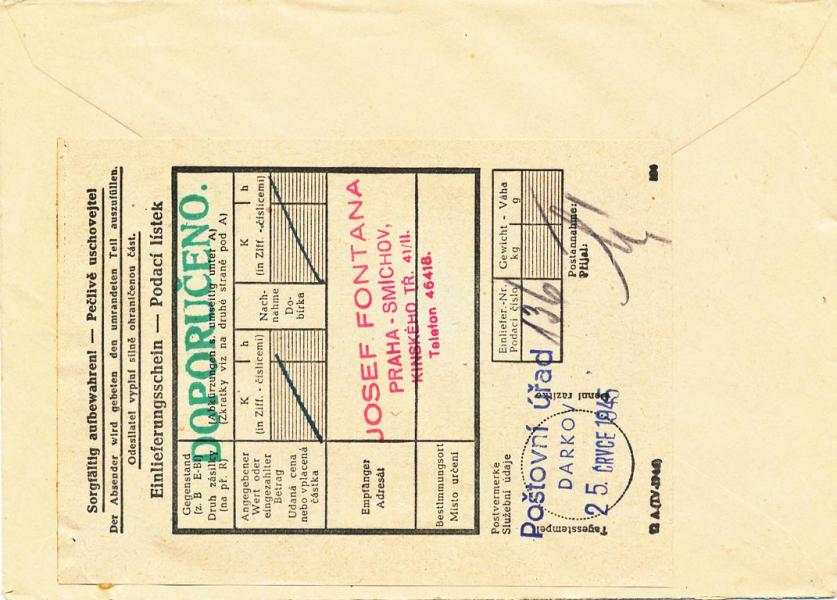 Sorgfältig aufbewahren! — Pečlivě uschovejte!
Der Absender wird gebeten den umrandeten Teil auszufüllen.
Odesílatel vyplní silně ohraničenou část.
Einlieferungsschein — Podací lístek
Gegenstand
(z. B E-Bf)
Druh zásilky
(na př. R)
DOPORUČENO.
(Abkürzungen s. umseitig unter A)
(Zkratky viz na druhé straně pod A)
Angegebener
Wert oder
eingezahlter
Betrag
Udaná cena
nebo vplacená
částka
K h
(in Ziff. - číslicemi)
Nach-
nahme
Do-
bírka
K h
(in Ziff. - číslicemi)
Empfänger
Adresát
JOSEF FONTANA
PRAHA - SMÍCHOV,
KINSKÉHO TŘ. 41/II.
Telefon 46418.
Bestimmungsort
Místo určení
Postvermerke
Služební údaje
Einliefer.-Nr.
Podací číslo
136
Gewicht - Váha
kg g
Poštovní úřad
DARKOV
25. ČRVCE 1945
Tagesstempel
Denní razítko
Postannahme:
Přijal: